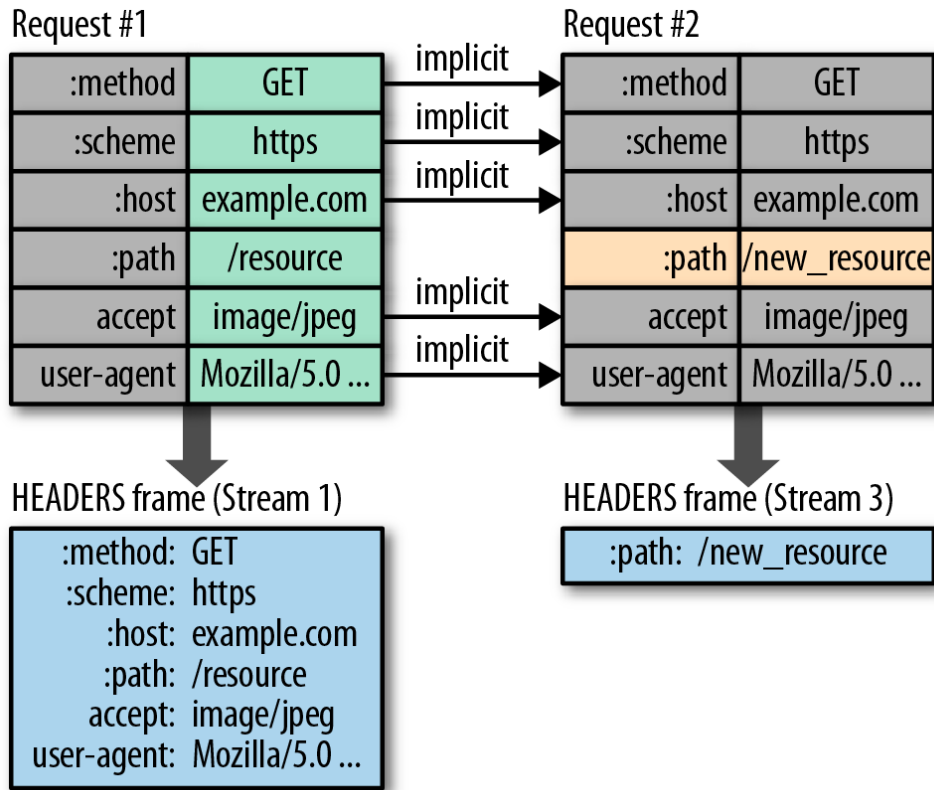 Request #1
:method GET
:scheme https
:host example.com
:path /resource
accept image/jpeg
user-agent Mozilla/5.0 ...
implicit
implicit
implicit
implicit
implicit
Request #2
:method GET
:scheme https
:host example.com
:path /new_resource
accept image/jpeg
user-agent Mozilla/5.0 ...
HEADERS frame (Stream 1)
:method: GET
:scheme: https
:host: example.com
:path: /resource
accept: image/jpeg
user-agent: Mozilla/5.0 ...
HEADERS frame (Stream 3)
:path: /new_resource